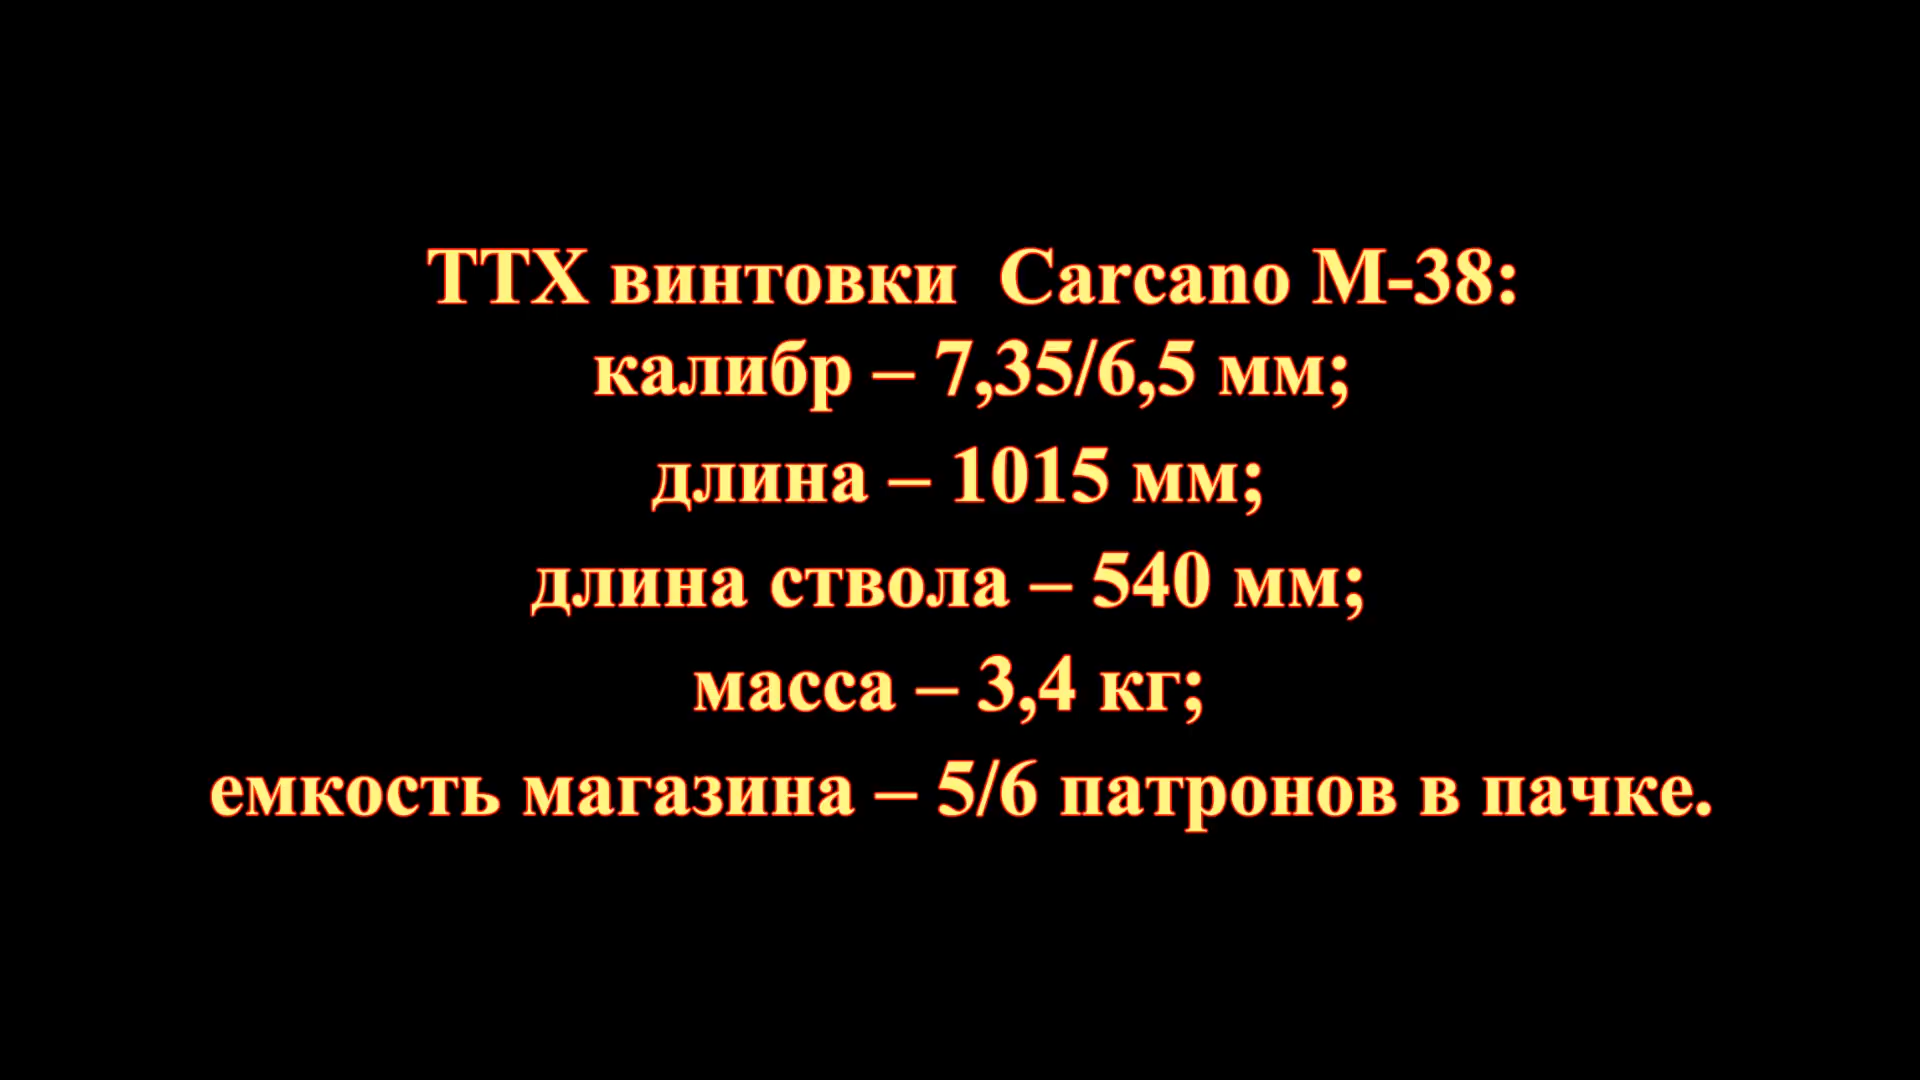 ТТХ винтовки  Carcano M-38:
калибр – 7,35/6,5 мм;
длина – 1015 мм;
длина ствола – 540 мм;
масса – 3,4 кг;
емкость магазина – 5/6 патронов в пачке.